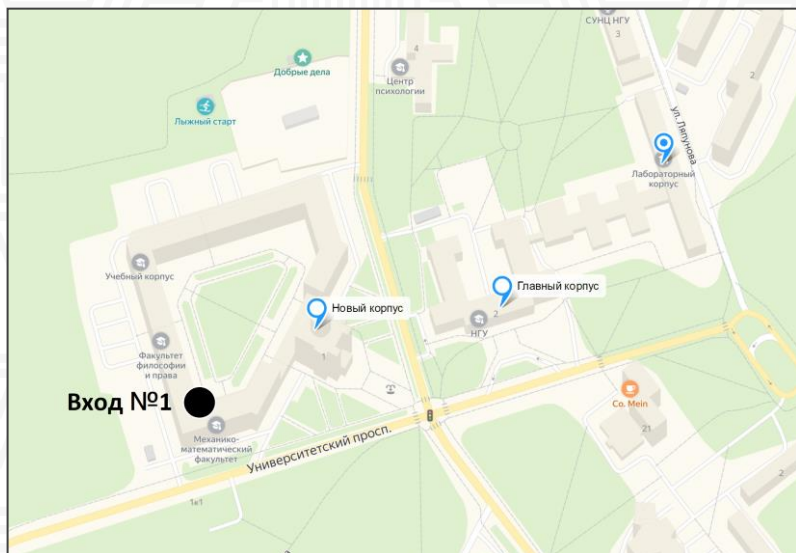 СУНЦ НГУ
3
4
2
Добрые дела
Центр
психологии
Лыжный старт
ул. Ляпунова
Лабораторный
корпус
Учебный корпус
Главный корпус
Новый корпус
2
НГУ
1
Факультет
философии
и права
Вход №1
Co. Mein
Механико-
математический
факультет
21
Университетский просп.
2
1к1